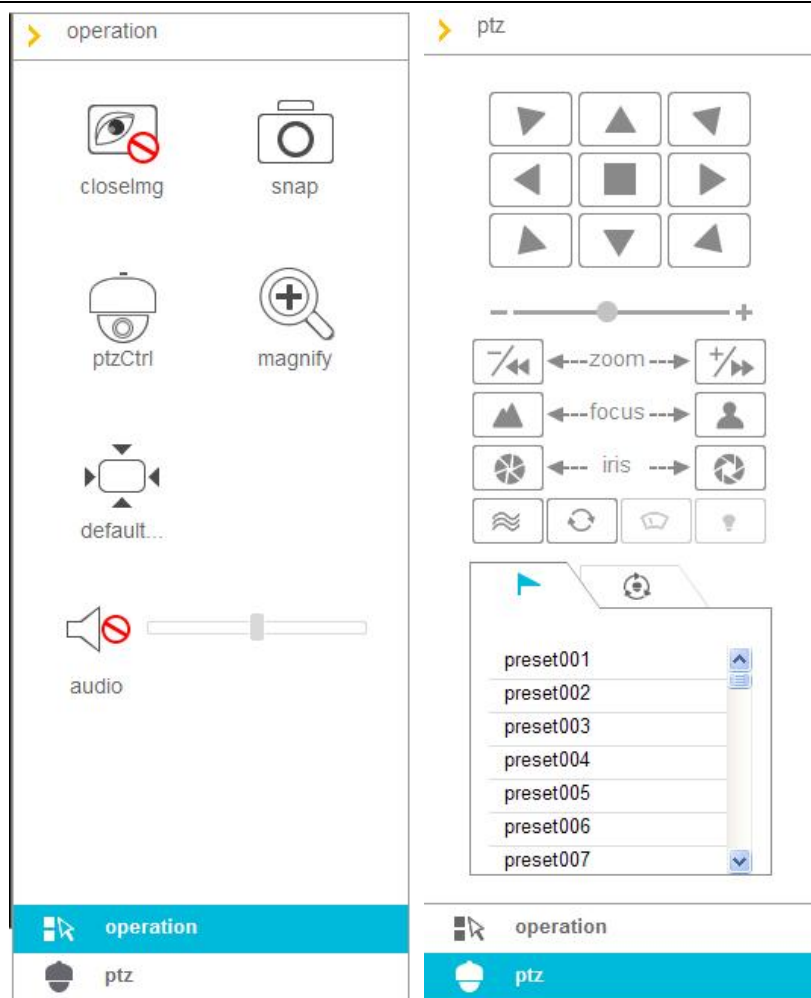 operation
closeImg
snap
ptzCtrl
magnify
default...
audio
operation
ptz
ptz
zoom
focus
iris
preset001
preset002
preset003
preset004
preset005
preset006
preset007
operation
ptz